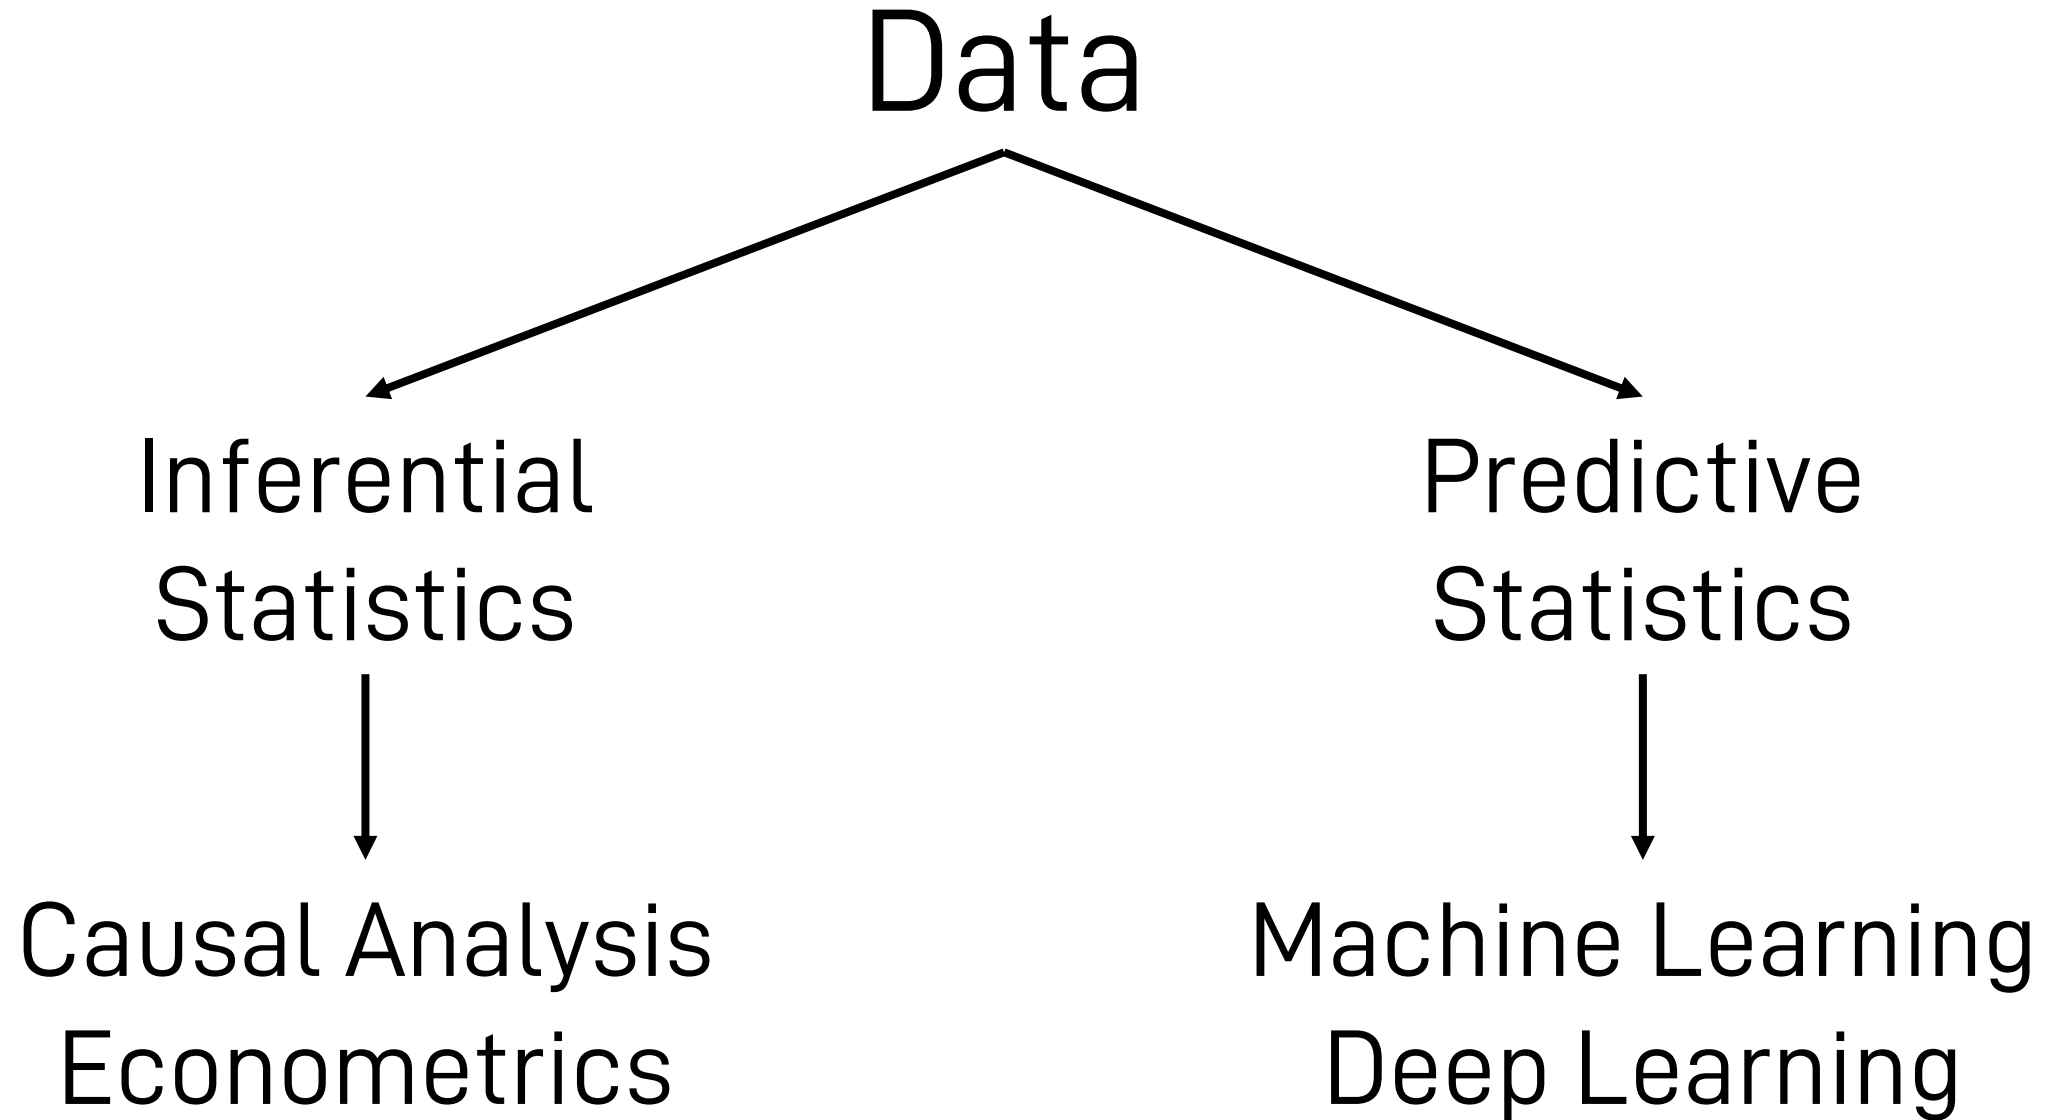 Data
Inferential
Statistics
Predictive
Statistics
Causal Analysis
Econometrics
Machine Learning
Deep Learning